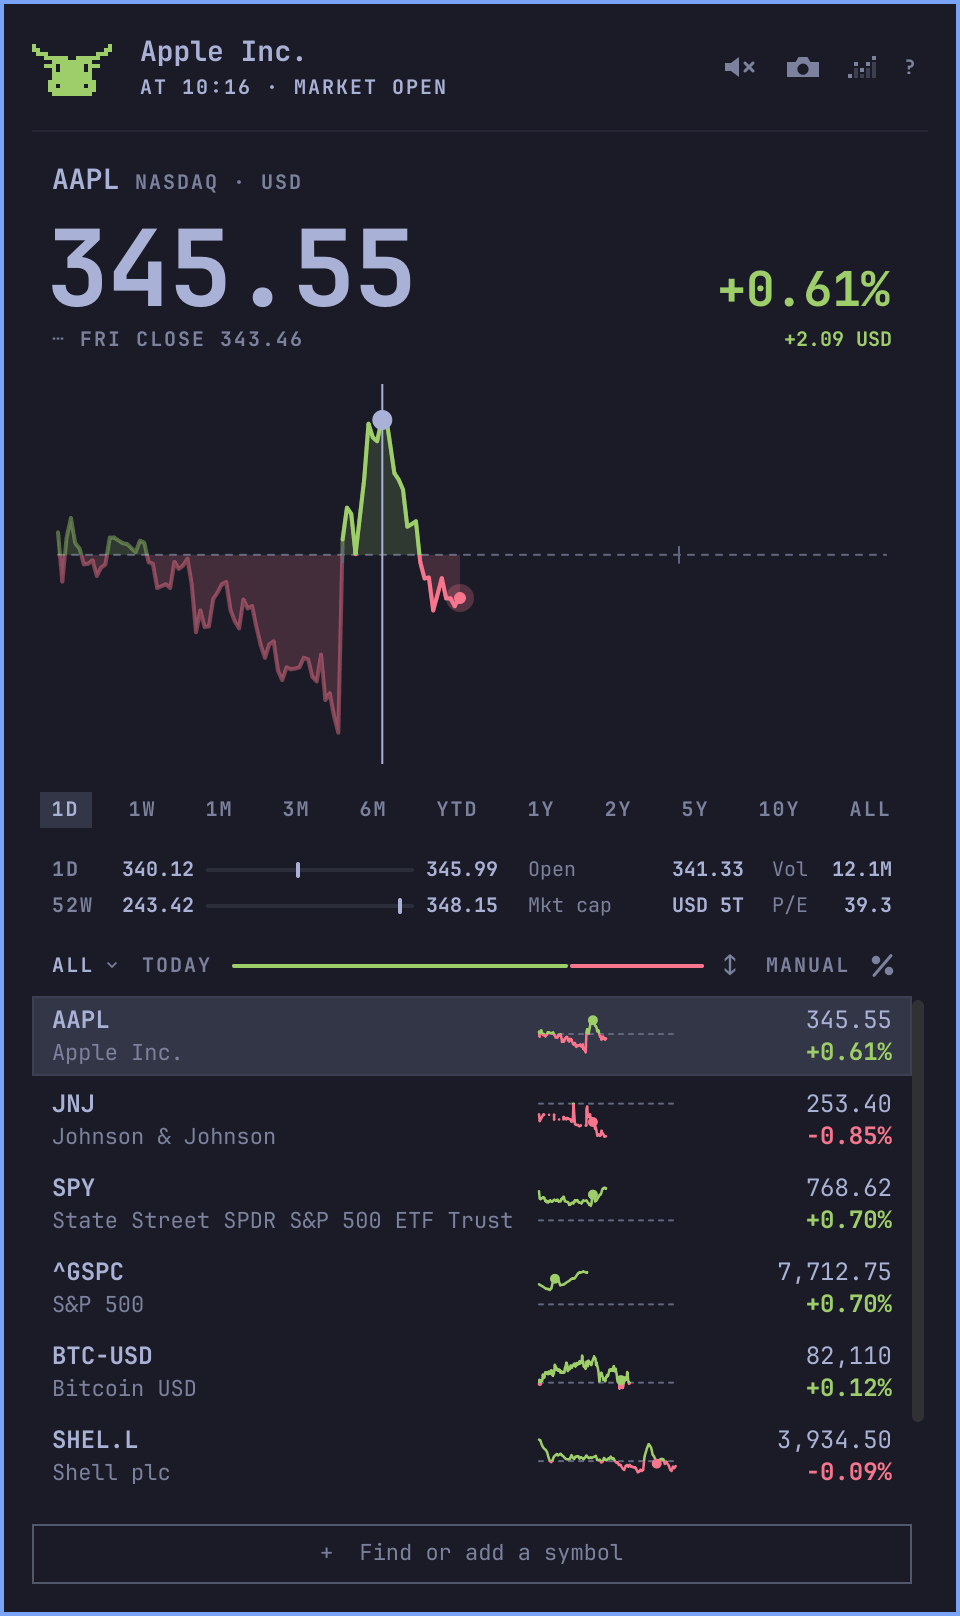 Apple Inc.
AT 10:16 · MARKET OPEN
?
AAPL NASDAQ · USD
345.55
+0.61%
┄ FRI CLOSE 343.46
+2.09 USD
1D 1W 1M 3M 6M YTD 1Y 2Y 5Y 10Y ALL
1D 340.12 345.99 Open 341.33 Vol 12.1M
52W 243.42 348.15 Mkt cap USD 5T P/E 39.3
ALL TODAY MANUAL %
AAPL 345.55
Apple Inc. +0.61%
JNJ 253.40
Johnson & Johnson -0.85%
SPY 768.62
State Street SPDR S&P 500 ETF Trust +0.70%
^GSPC 7,712.75
S&P 500 +0.70%
BTC-USD 82,110
Bitcoin USD +0.12%
SHEL.L 3,934.50
Shell plc -0.09%
+ Find or add a symbol